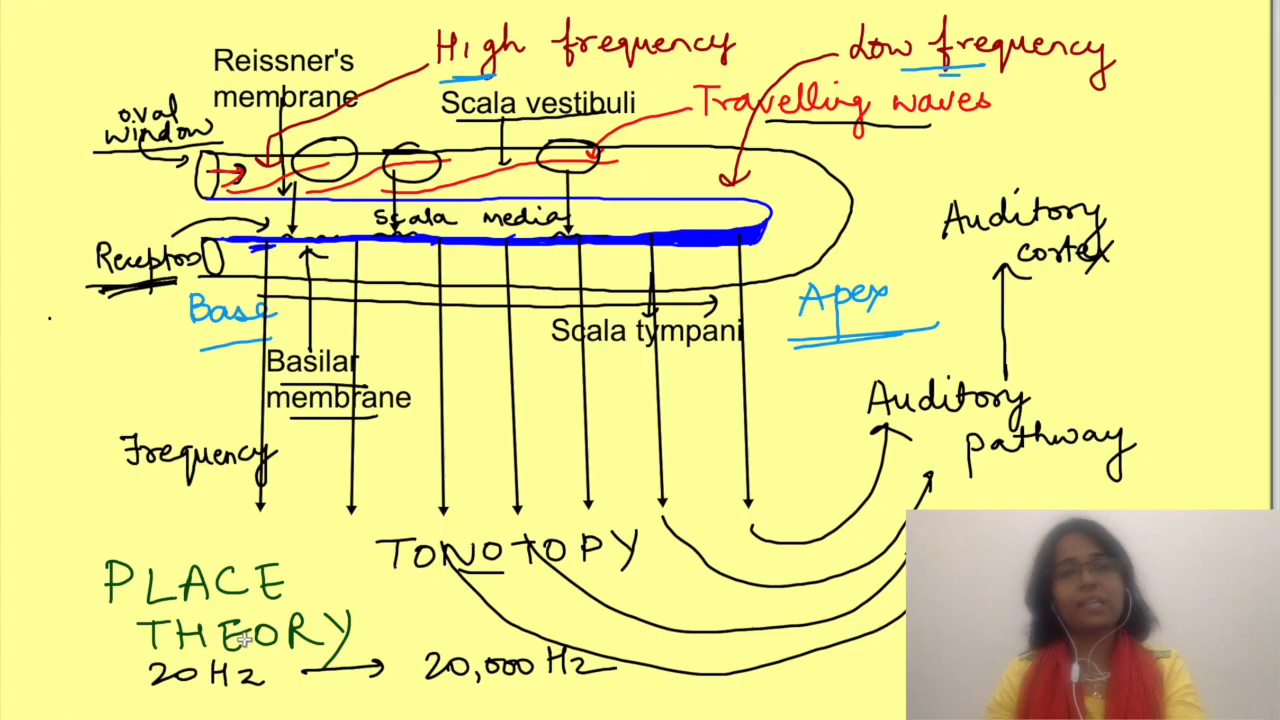 High frequency
Low frequency
Reissner's
membrane
Scala vestibuli
Travelling waves
oval
window
scala media
Auditory
cortex
Receptors
Base
Apex
Scala tympani
Basilar
membrane
Auditory
pathway
Frequency
TONOTOPY
PLACE
THEORY
20 Hz → 20,000 Hz